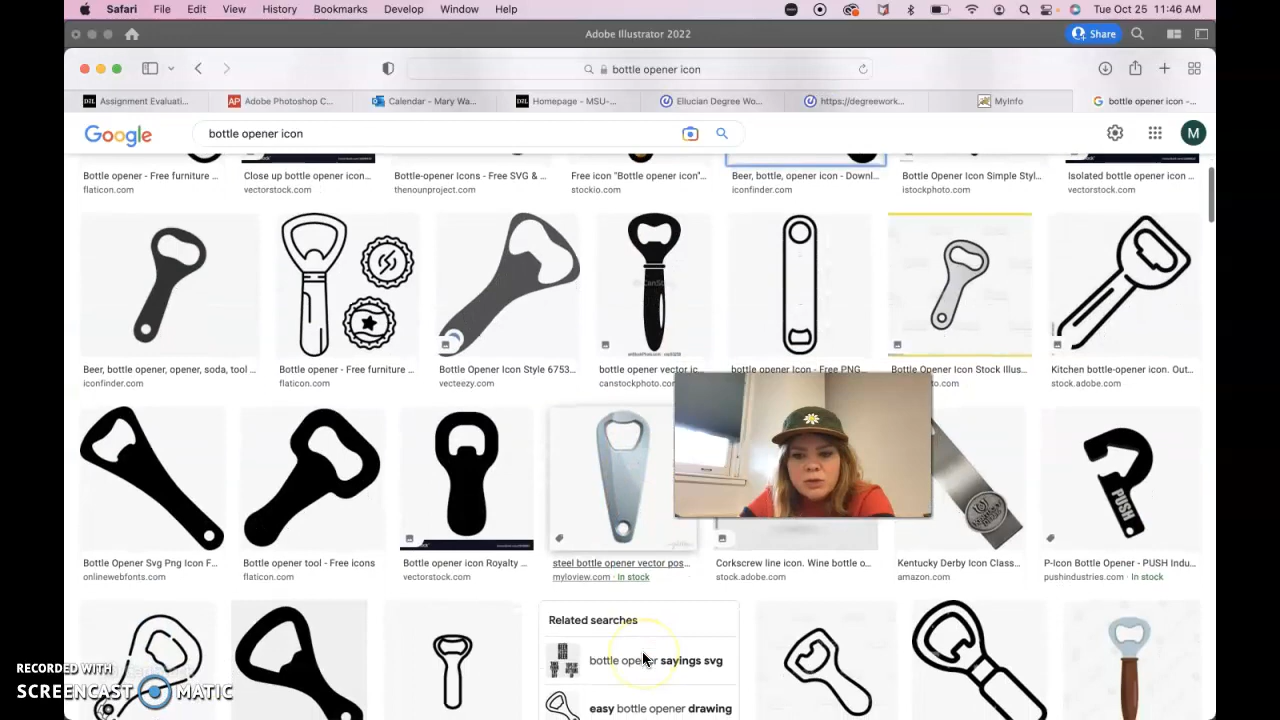 Safari File Edit View History Bookmarks Develop Window Help Tue Oct 25 11:46 AM
Adobe Illustrator 2022 Share
bottle opener icon
Assignment Evaluati... Adobe Photoshop C... Calendar - Mary Wa... Homepage - MSU-... Ellucian Degree Wo... https://degreework... MyInfo bottle opener icon -...
Google bottle opener icon M
Bottle opener - Free furniture ... Close up bottle opener icon... Bottle-opener Icons - Free SVG & ... Free icon "Bottle opener icon"... Beer, bottle, opener icon - Downl... Bottle Opener Icon Simple Styl... Isolated bottle opener icon ...
flaticon.com vectorstock.com thenounproject.com stockio.com iconfinder.com istockphoto.com vectorstock.com
Beer, bottle opener, opener, soda, tool ... Bottle opener - Free furniture ... Bottle Opener Icon Style 6753... bottle opener vector ic... bottle opener Icon - Free PNG... Bottle Opener Icon Stock Illus... Kitchen bottle-opener icon. Out...
iconfinder.com flaticon.com vecteezy.com canstockphoto.c... stock.adobe.com
PUSH
Bottle Opener Svg Png Icon F... Bottle opener tool - Free icons Bottle opener icon Royalty ... steel bottle opener vector pos... Corkscrew line icon. Wine bottle o... Kentucky Derby Icon Class... P-Icon Bottle Opener - PUSH Indu...
onlinewebfonts.com flaticon.com vectorstock.com myloview.com · In stock stock.adobe.com amazon.com pushindustries.com · In stock
Related searches
bottle opener sayings svg
easy bottle opener drawing
RECORDED WITH
SCREENCAST MATIC